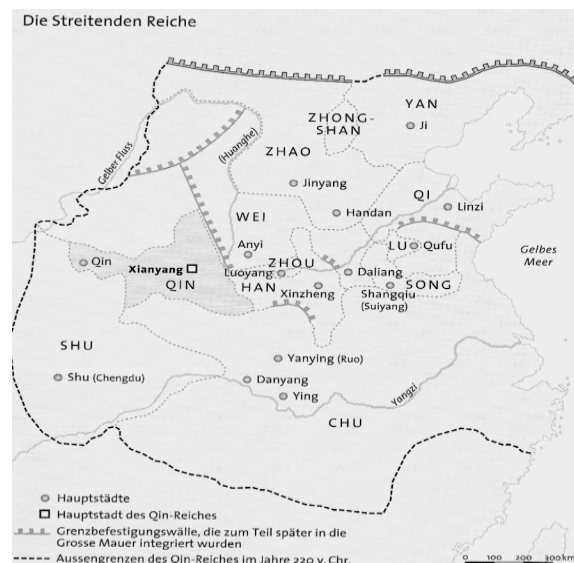 Die Streitenden Reiche
YAN
Ji
ZHONG-
SHAN
ZHAO
Gelber Fluss
(Huanghe)
Jinyang
QI
Linzi
WEI
Handan
LU
Qufu
Gelbes
Meer
Anyi
Qin
Xianyang
QIN
ZHOU
Luoyang
HAN
Daliang
SONG
Xinzheng
Shangqiu
(Suiyang)
SHU
Shu (Chengdu)
Yanying (Ruo)
Danyang
Ying
Yangzi
CHU
Hauptstädte
Hauptstadt des Qin-Reiches
Grenzbefestigungswälle, die zum Teil später in die
Grosse Mauer integriert wurden
Aussengrenzen des Qin-Reiches im Jahre 220 v. Chr.
0 100 200 300 km